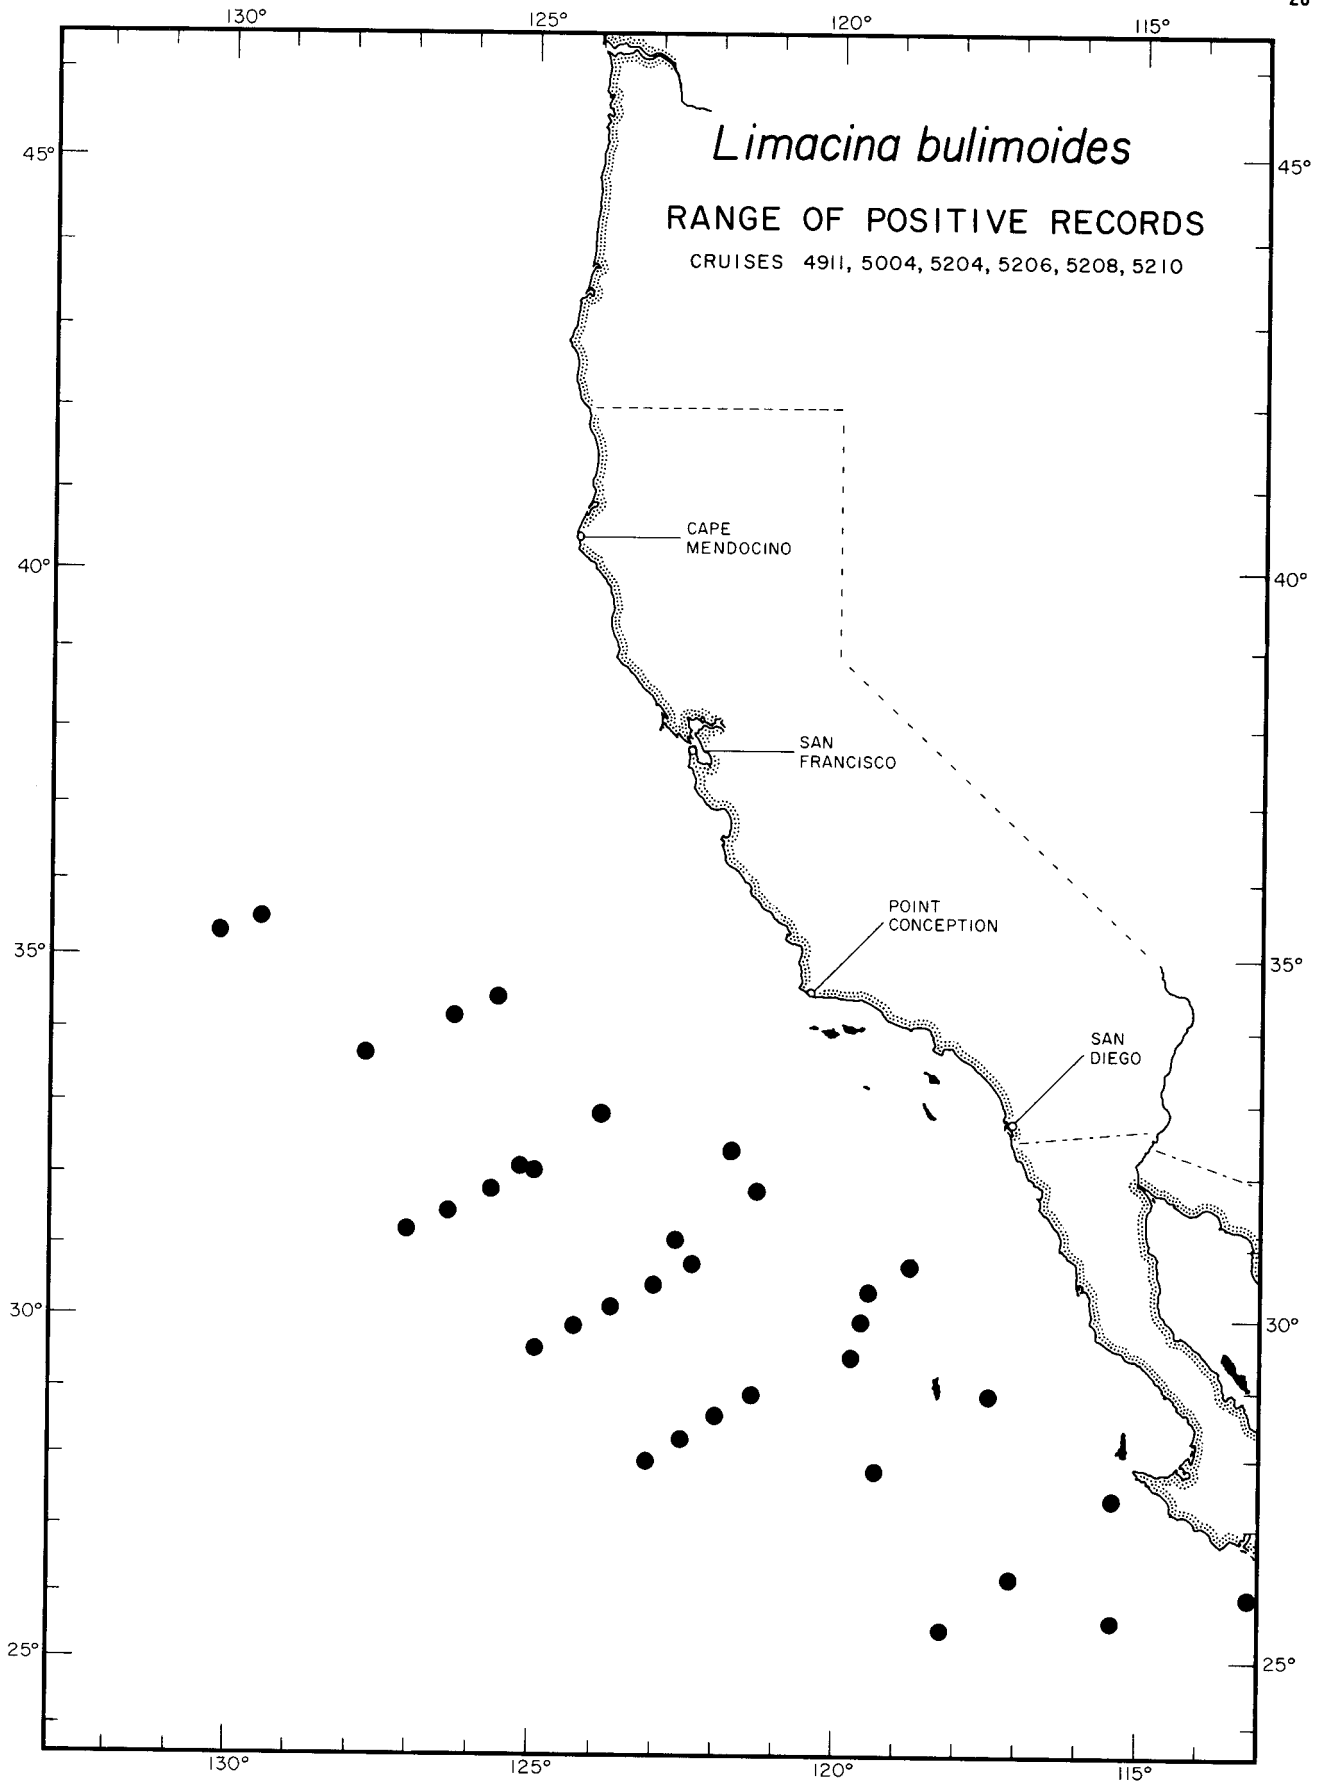 130° 125° 120° 115°
Limacina bulimoides
RANGE OF POSITIVE RECORDS
CRUISES 4911, 5004, 5204, 5206, 5208, 5210
45° 45°
CAPE
MENDOCINO
40° 40°
SAN
FRANCISCO
POINT
CONCEPTION
35° 35°
SAN
DIEGO
30° 30°
25° 25°
130° 125° 120° 115°